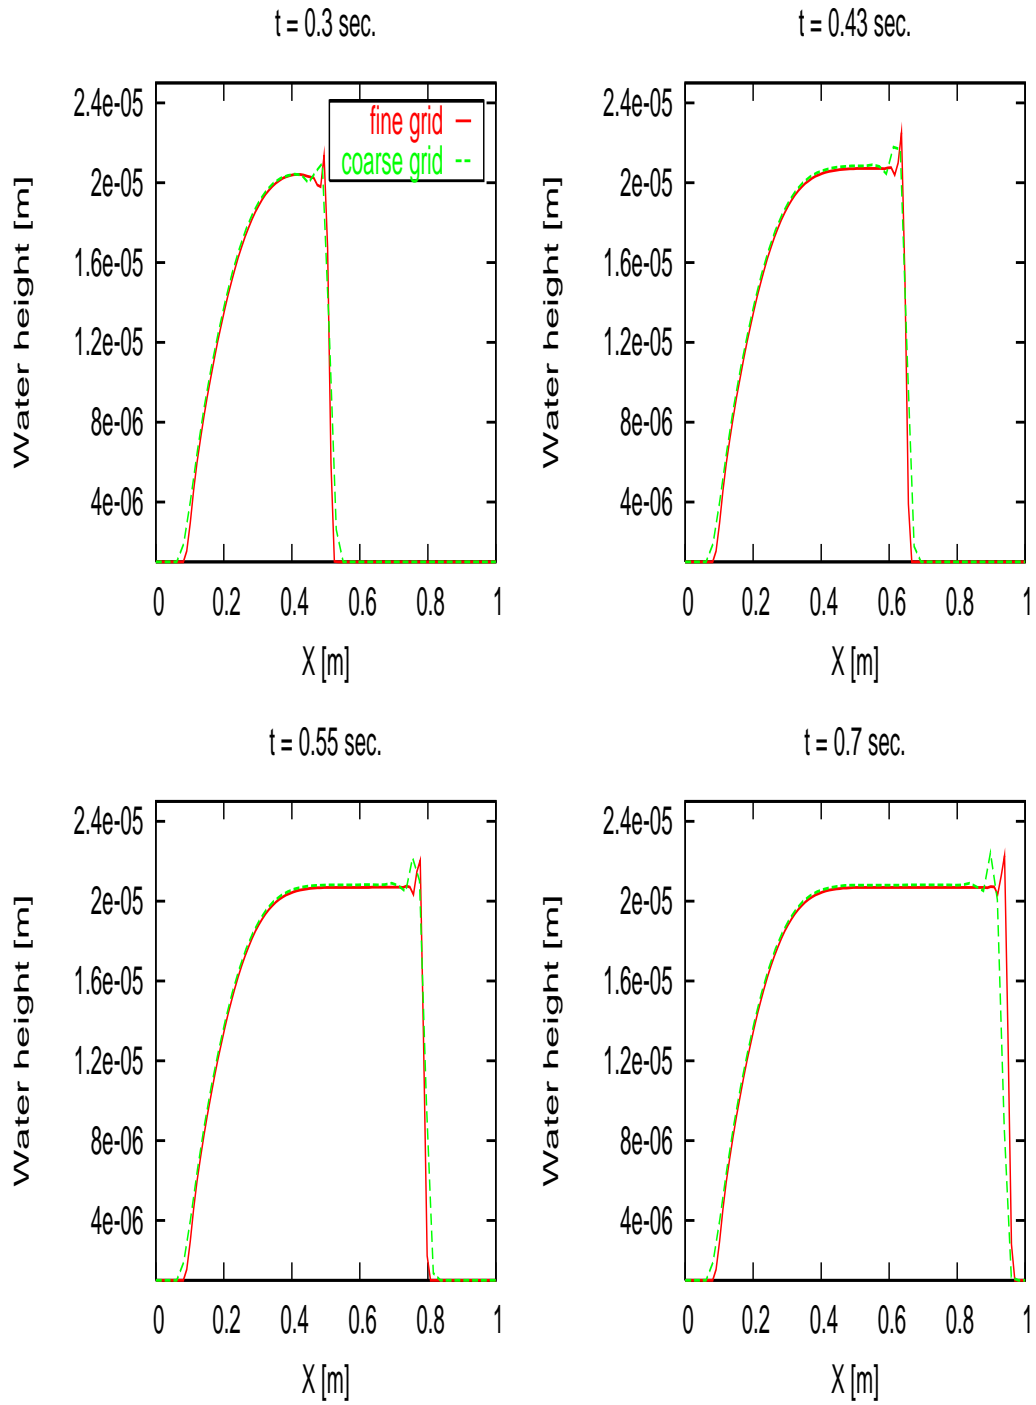 t = 0.3 sec.
2.4e-05
2e-05
1.6e-05
1.2e-05
8e-06
4e-06
Water height [m]
fine grid
coarse grid
0 0.2 0.4 0.6 0.8 1
X [m]
t = 0.43 sec.
2.4e-05
2e-05
1.6e-05
1.2e-05
8e-06
4e-06
Water height [m]
0 0.2 0.4 0.6 0.8 1
X [m]
t = 0.55 sec.
2.4e-05
2e-05
1.6e-05
1.2e-05
8e-06
4e-06
Water height [m]
0 0.2 0.4 0.6 0.8 1
X [m]
t = 0.7 sec.
2.4e-05
2e-05
1.6e-05
1.2e-05
8e-06
4e-06
Water height [m]
0 0.2 0.4 0.6 0.8 1
X [m]